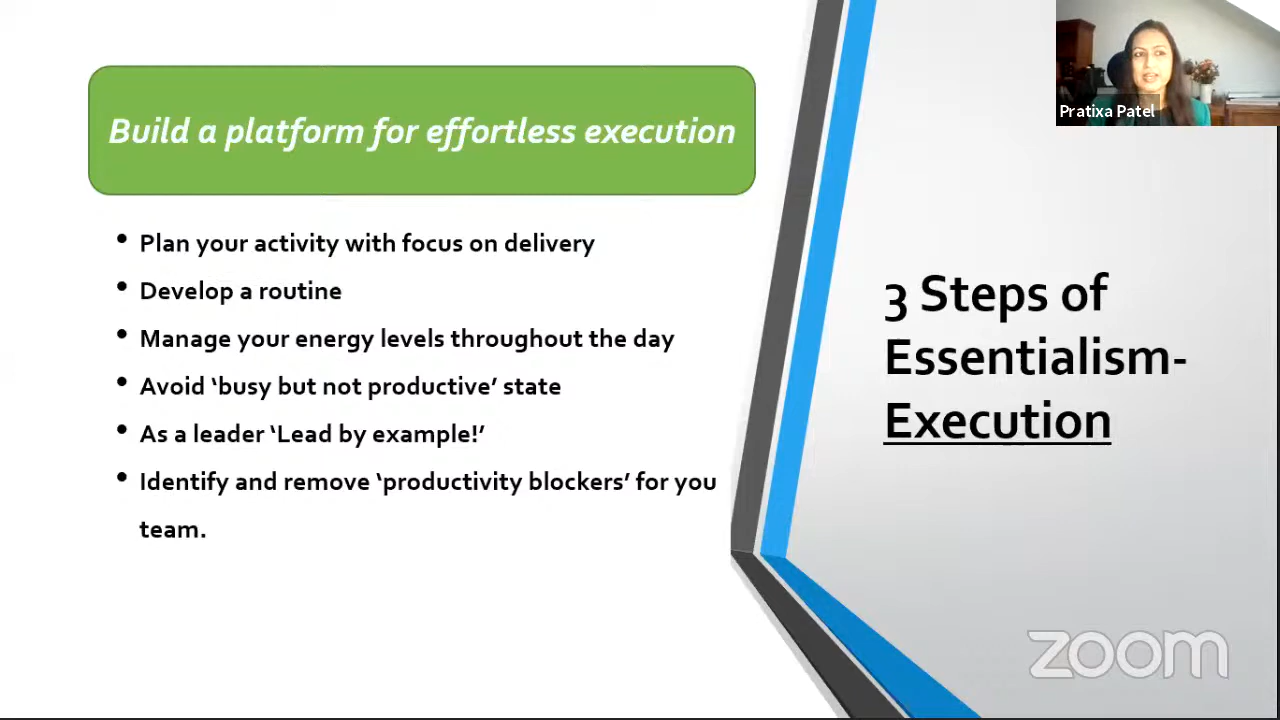 Build a platform for effortless execution
• Plan your activity with focus on delivery
• Develop a routine
• Manage your energy levels throughout the day
• Avoid ‘busy but not productive’ state
• As a leader ‘Lead by example!’
• Identify and remove ‘productivity blockers’ for you
team.
3 Steps of
Essentialism-
Execution
Pratixa Patel
zoom